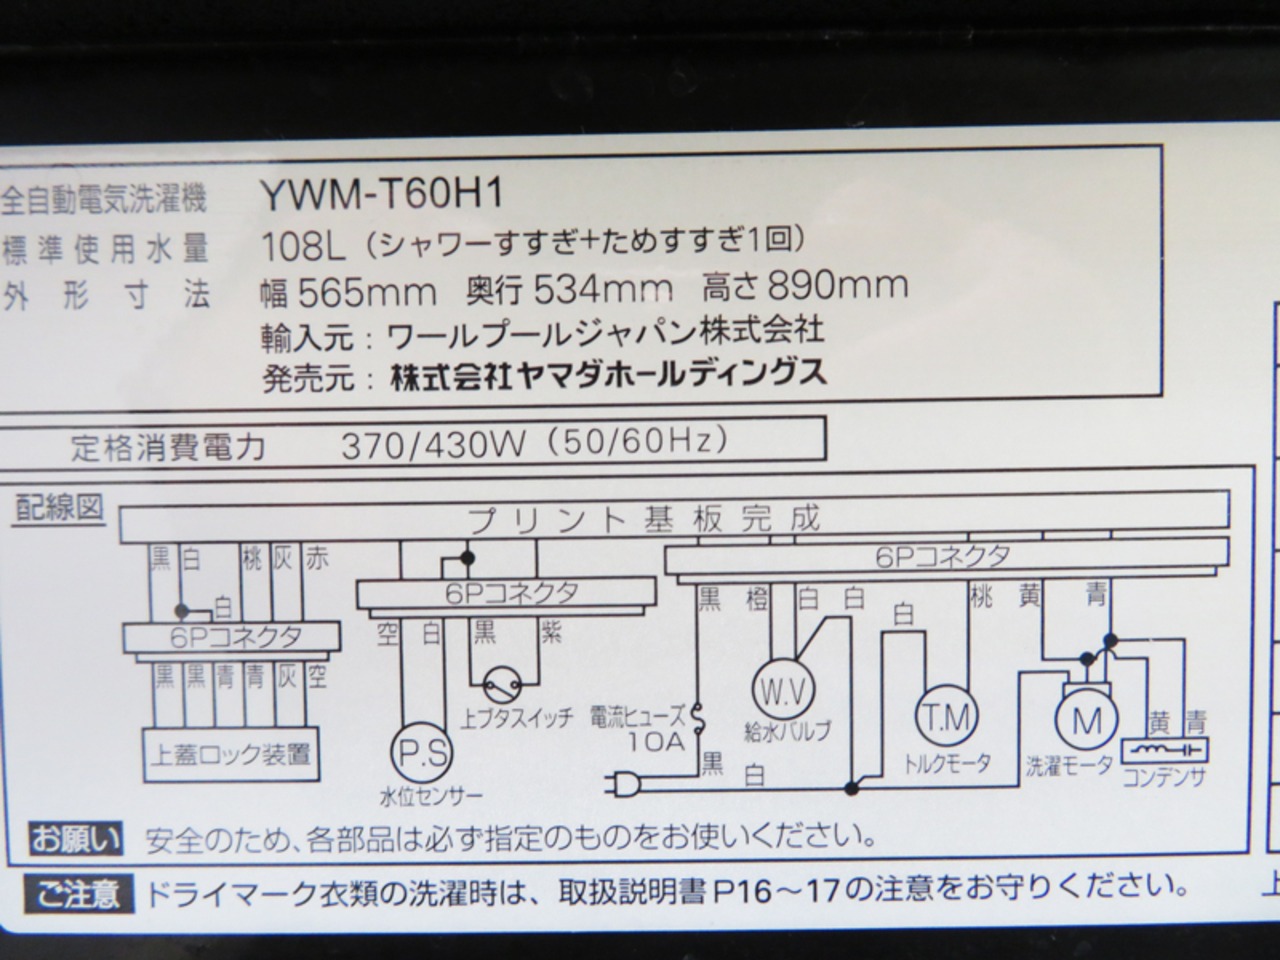 全自動電気洗濯機 YWM-T60H1
標準使用水量 108L（シャワーすすぎ+ためすすぎ1回）
外形寸法 幅565mm 奥行534mm 高さ890mm
輸入元：ワールプールジャパン株式会社
発売元：株式会社ヤマダホールディングス
定格消費電力 370/430W（50/60Hz）
配線図
プリント基板完成
黒 白 桃 灰 赤
白
6Pコネクタ
黒 黒 青 青 灰 空
上蓋ロック装置
6Pコネクタ
空 白 黒 紫
上ブタスイッチ
P.S
水位センサー
6Pコネクタ
黒 橙 白 白 白 桃 黄 青
電流ヒューズ
10A
黒 白
W.V
給水バルブ
T.M
トルクモータ
M
洗濯モータ
黄 青
コンデンサ
お願い 安全のため、各部品は必ず指定のものをお使いください。
ご注意 ドライマーク衣類の洗濯時は、取扱説明書P16～17の注意をお守りください。
上